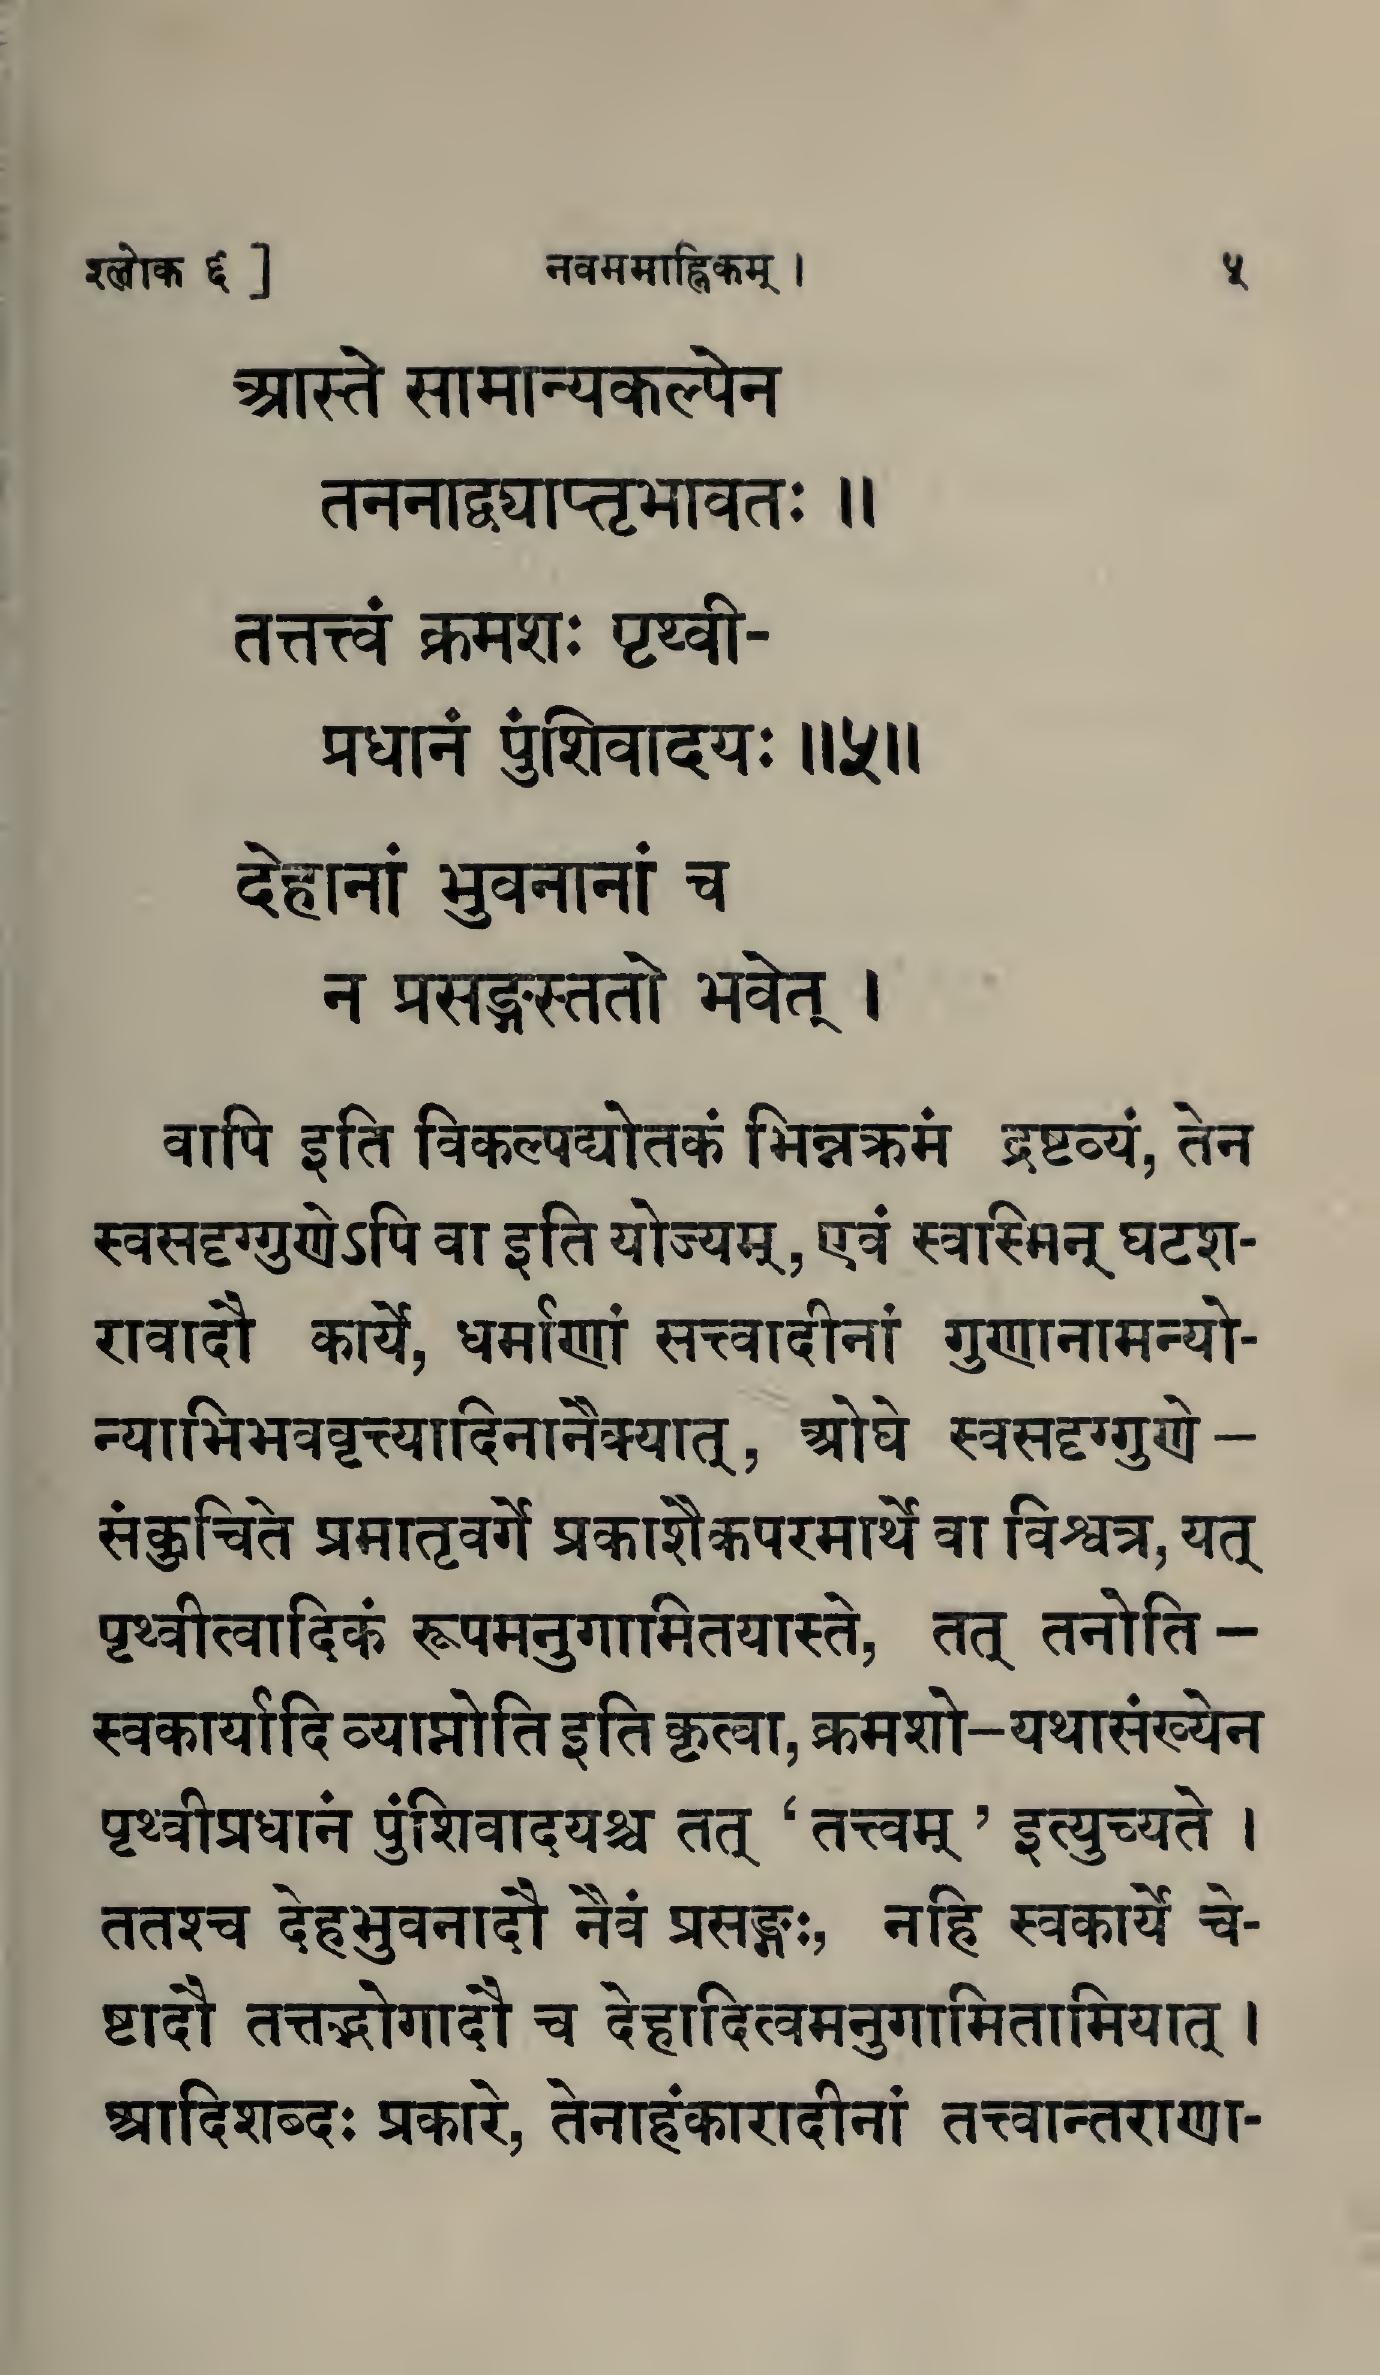 श्लोक ६ ] नवममाह्निकम् । ५
आस्ते सामान्यकल्पेन
तननाद्व्याप्तृभावतः ॥
तत्तत्त्वं क्रमशः पृथ्वी-
प्रधानं पुंशिवादयः ॥५॥
देहानां भुवनानां च
न प्रसङ्गस्ततो भवेत् ।
वापि इति विकल्पद्योतकं भिन्नक्रमं द्रष्टव्यं, तेन
स्वसदृग्गुणेऽपि वा इति योज्यम्, एवं स्वास्मिन् घटश-
रावादौ कार्ये, धर्माणां सत्त्वादीनां गुणानामन्यो-
न्याभिभववृत्त्यादिनानैक्यात्, ओघे स्वसदृग्गुणे –
संकुचिते प्रमातृवर्गे प्रकाशैकपरमार्थे वा विश्वत्र, यत्
पृथ्वीत्वादिकं रूपमनुगामितयास्ते, तत् तनोति –
स्वकार्यादि व्याप्नोति इति कृत्वा, क्रमशो–यथासंख्येन
पृथ्वीप्रधानं पुंशिवादयश्च तत् ‘ तत्त्वम् ’ इत्युच्यते ।
ततश्च देहभुवनादौ नैवं प्रसङ्गः, नहि स्वकार्ये चे-
ष्टादौ तत्तद्भोगादौ च देहादित्वमनुगामितामियात् ।
आदिशब्दः प्रकारे, तेनाहंकारादीनां तत्त्वान्तराणा-